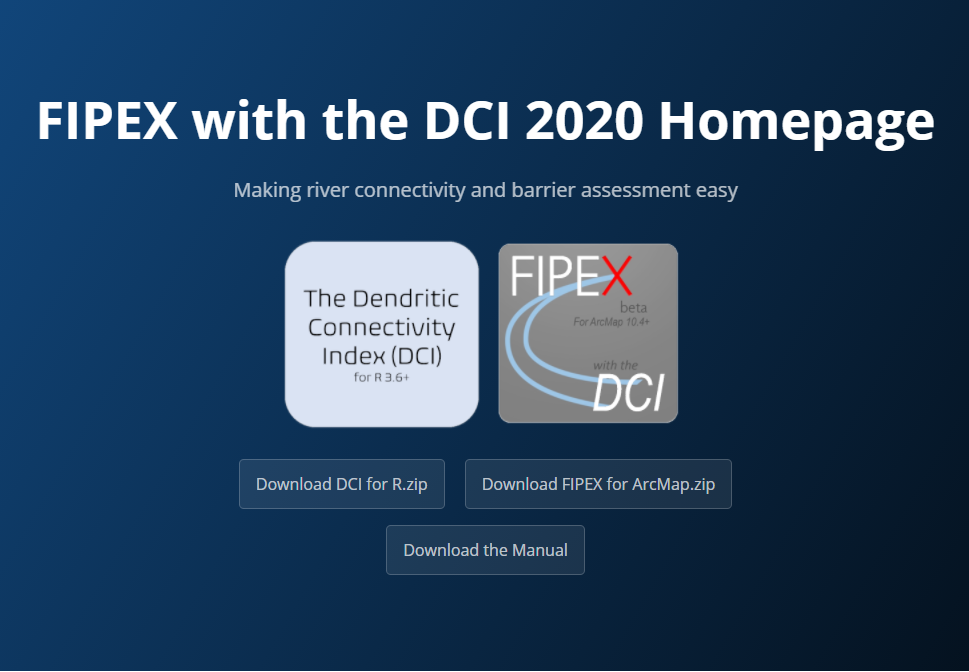 FIPEX with the DCI 2020 Homepage
Making river connectivity and barrier assessment easy
The Dendritic
Connectivity
Index (DCI)
for R 3.6+
FIPEX
beta
For ArcMap 10.4+
with the
DCI
Download DCI for R.zip
Download FIPEX for ArcMap.zip
Download the Manual